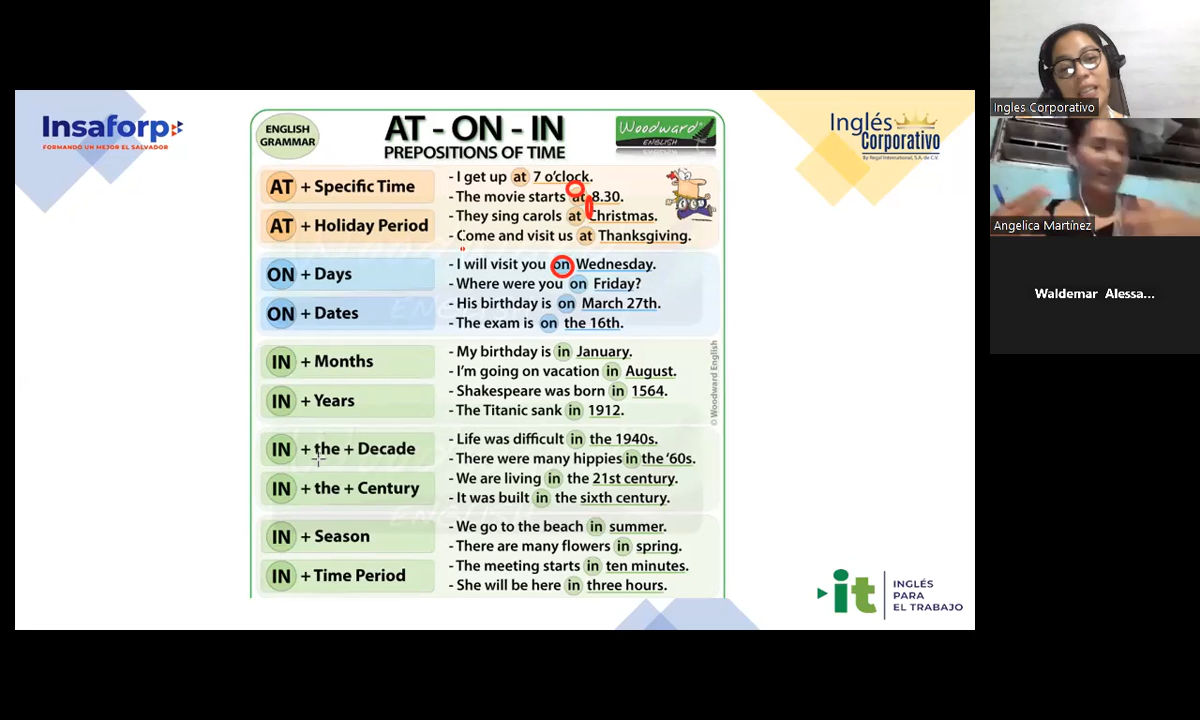 Insaforp
FORMANDO UN MEJOR EL SALVADOR
ENGLISH
GRAMMAR
AT - ON - IN
PREPOSITIONS OF TIME
Woodward
ENGLISH
Inglés
Corporativo
By Regal International, S.A. de C.V.
AT + Specific Time
- I get up at 7 o'clock.
- The movie starts at 8.30.
AT + Holiday Period
- They sing carols at Christmas.
- Come and visit us at Thanksgiving.
ON + Days
- I will visit you on Wednesday.
- Where were you on Friday?
ON + Dates
- His birthday is on March 27th.
- The exam is on the 16th.
IN + Months
- My birthday is in January.
- I'm going on vacation in August.
IN + Years
- Shakespeare was born in 1564.
- The Titanic sank in 1912.
IN + the + Decade
- Life was difficult in the 1940s.
- There were many hippies in the '60s.
IN + the + Century
- We are living in the 21st century.
- It was built in the sixth century.
IN + Season
- We go to the beach in summer.
- There are many flowers in spring.
IN + Time Period
- The meeting starts in ten minutes.
- She will be here in three hours.
© Woodward English
it
INGLÉS
PARA
EL TRABAJO
Ingles Corporativo
Angelica Martínez
Waldemar Alessa...